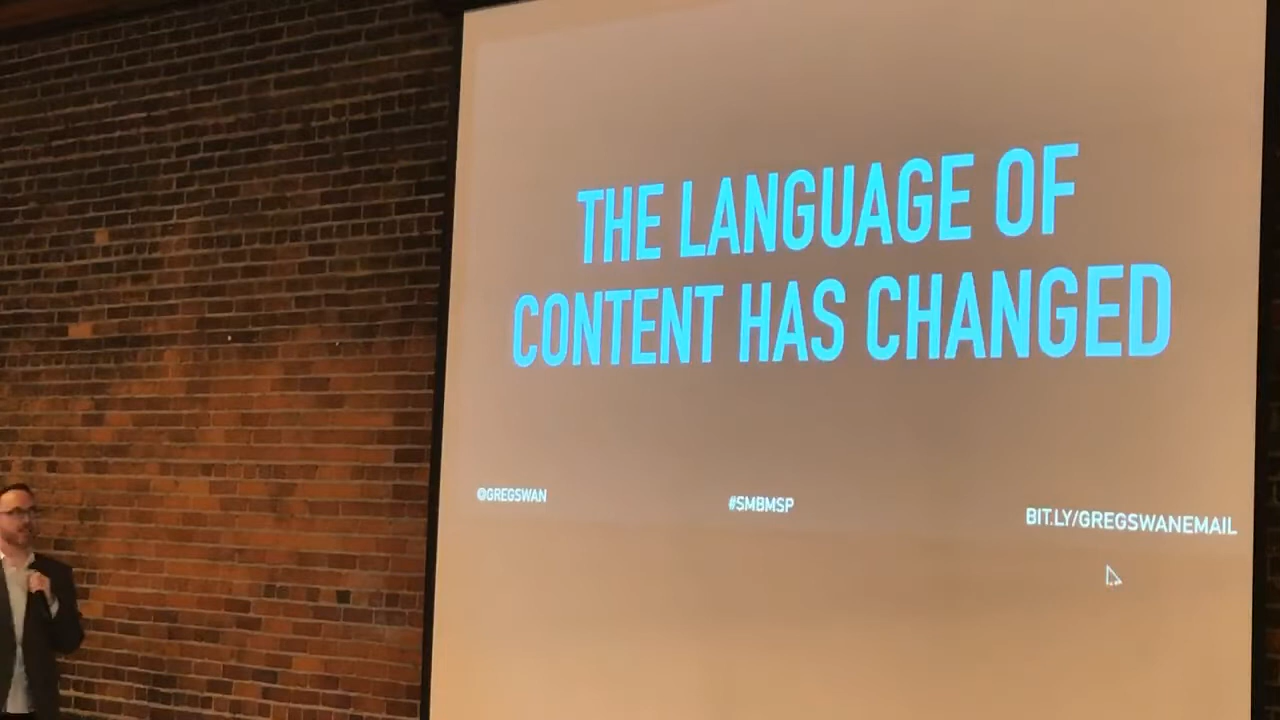 THE LANGUAGE OF
CONTENT HAS CHANGED
@GREGSWAN
#SMBMSP
BIT.LY/GREGSWANEMAIL